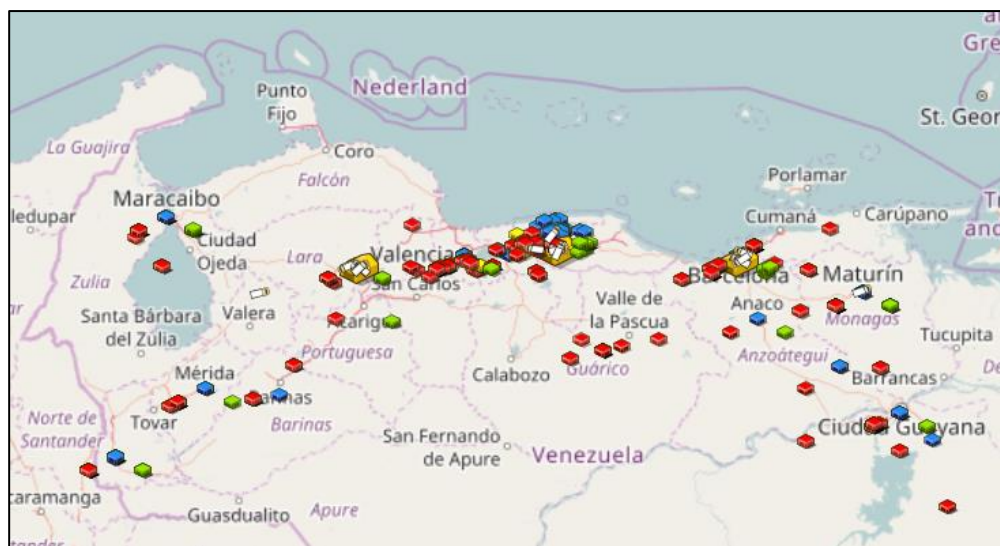 Gre
St. Geor
Nederland
Punto
Fijo
La Guajira
Coro
Falcón
Maracaibo
Porlamar
Carúpano
Cumaná
ledupar
Ciudad
Ojeda
Lara
Valencia
Zulia
San Carlos
Barcelona
Maturín
Valle de
la Pascua
Anaco
Monagas
Santa Bárbara
del Zulia
Valera
Acarigua
Portuguesa
Tucupita
Anzoátegui
Calabozo
Guárico
Mérida
Barrancas
Tovar
Barinas
Barinas
Norte de
Santander
San Fernando
de Apure
Ciudad Guayana
Venezuela
caramanga
Guasdualito
Apure